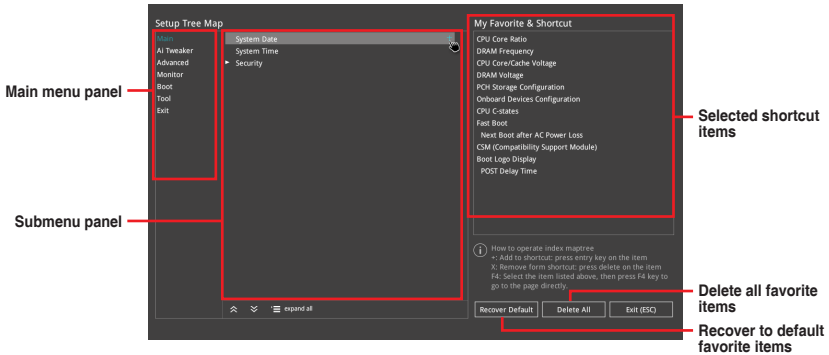 Setup Tree Map
My Favorite & Shortcut
Main
Ai Tweaker
Advanced
Monitor
Boot
Tool
Exit
System Date
System Time
Security
CPU Core Ratio
DRAM Frequency
CPU Core/Cache Voltage
DRAM Voltage
PCH Storage Configuration
Onboard Devices Configuration
CPU C-states
Fast Boot
Next Boot after AC Power Loss
CSM (Compatibility Support Module)
Boot Logo Display
POST Delay Time
Main menu panel
Submenu panel
Selected shortcut
items
How to operate index maptree
+: Add to shortcut: press entry key on the item
X: Remove form shortcut: press delete on the item
F4: Select the item listed above, then press F4 key to
go to the page directly.
expand all
Recover Default
Delete All
Exit (ESC)
Delete all favorite
items
Recover to default
favorite items